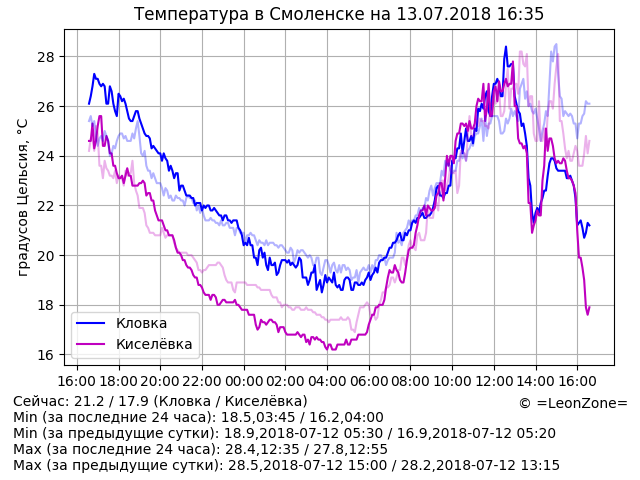 Температура в Смоленске на 13.07.2018 16:35
градусов Цельсия, °C
28
26
24
22
20
18
16
Кловка
Киселёвка
16:00 18:00 20:00 22:00 00:00 02:00 04:00 06:00 08:00 10:00 12:00 14:00 16:00
Сейчас: 21.2 / 17.9 (Кловка / Киселёвка)
© =LeonZone=
Min (за последние 24 часа): 18.5,03:45 / 16.2,04:00
Min (за предыдущие сутки): 18.9,2018-07-12 05:30 / 16.9,2018-07-12 05:20
Max (за последние 24 часа): 28.4,12:35 / 27.8,12:55
Max (за предыдущие сутки): 28.5,2018-07-12 15:00 / 28.2,2018-07-12 13:15